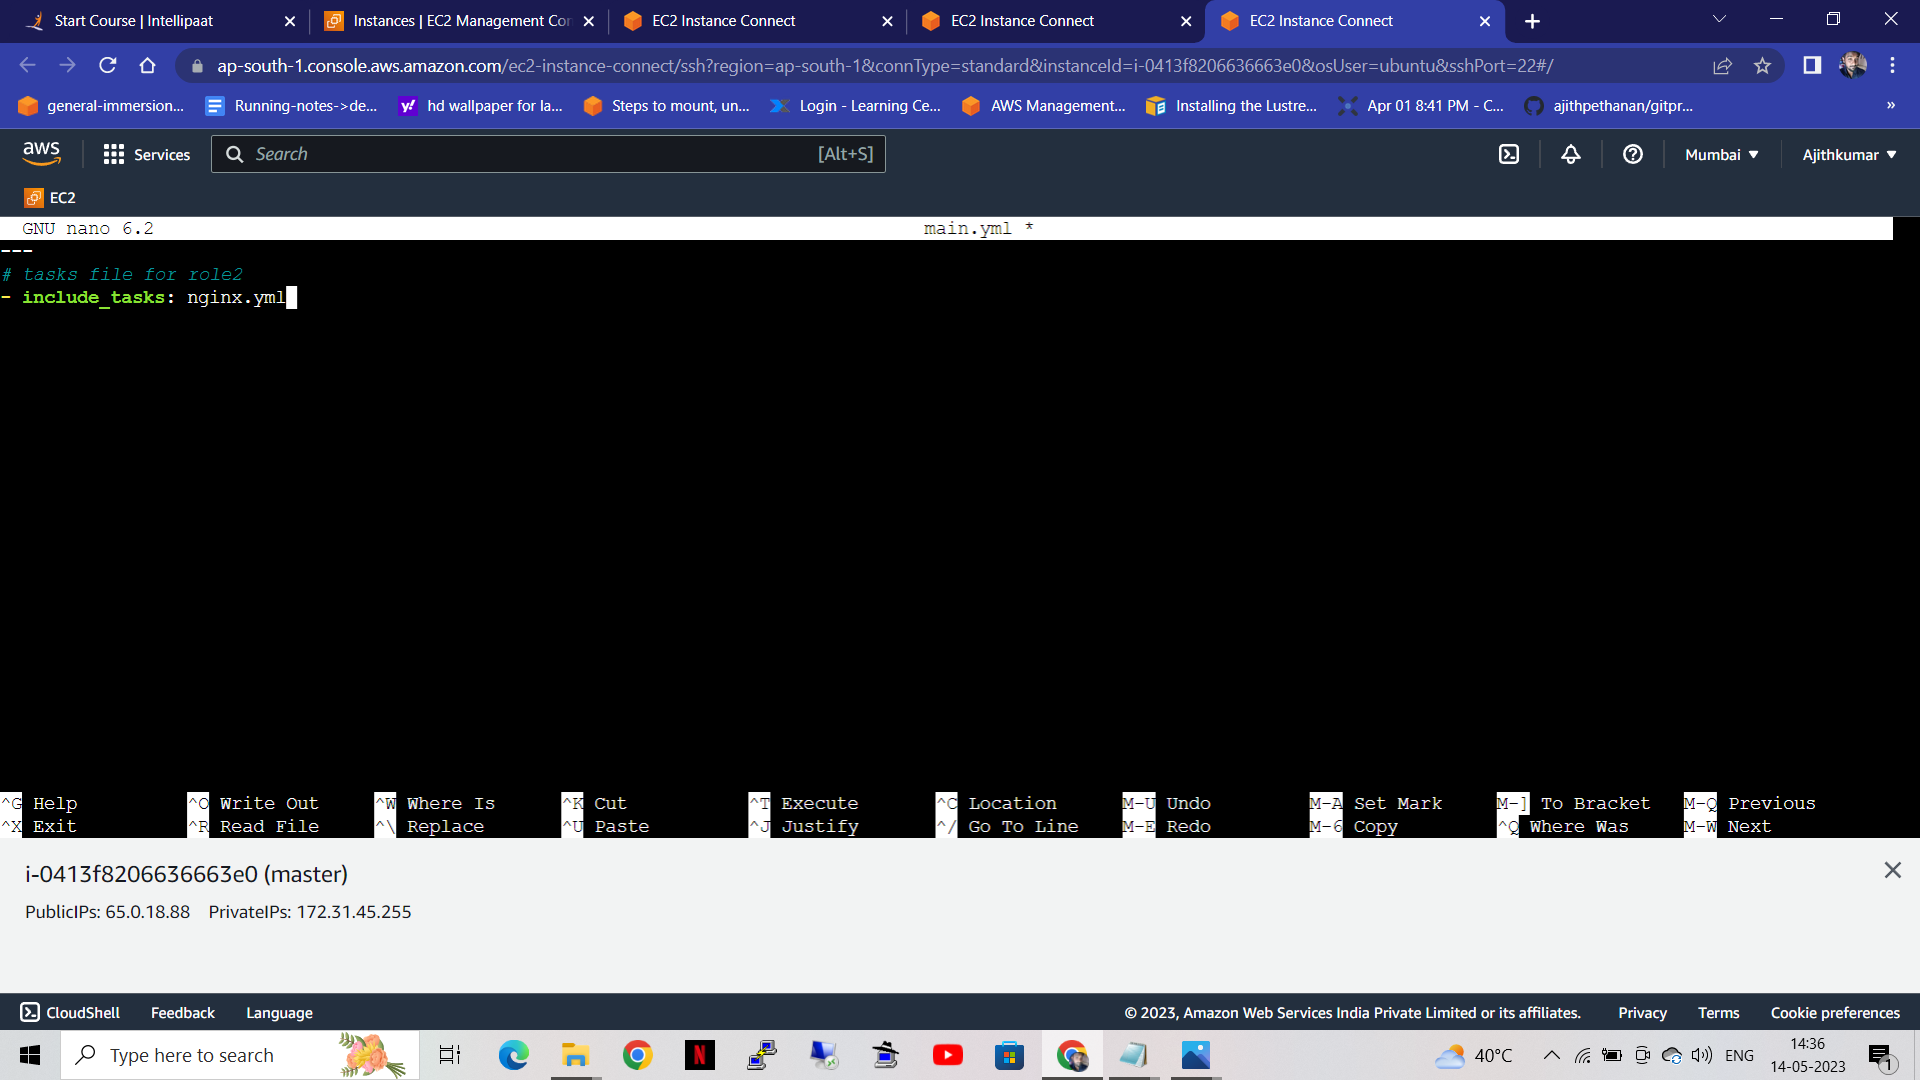 Start Course | Intellipaat
Instances | EC2 Management Con
EC2 Instance Connect
EC2 Instance Connect
EC2 Instance Connect
ap-south-1.console.aws.amazon.com/ec2-instance-connect/ssh?region=ap-south-1&connType=standard&instanceId=i-0413f8206636663e0&osUser=ubuntu&sshPort=22#/
general-immersion...
Running-notes->de...
hd wallpaper for la...
Steps to mount, un...
Login - Learning Ce...
AWS Management...
Installing the Lustre...
Apr 01 8:41 PM - C...
ajithpethanan/gitpr...
»
aws
Services
Search
[Alt+S]
Mumbai
Ajithkumar
EC2
GNU nano 6.2 main.yml *
---
# tasks file for role2
- include_tasks: nginx.yml
^G Help ^O Write Out ^W Where Is ^K Cut ^T Execute ^C Location M-U Undo M-A Set Mark M-] To Bracket M-Q Previous
^X Exit ^R Read File ^\ Replace ^U Paste ^J Justify ^/ Go To Line M-E Redo M-6 Copy ^Q Where Was M-W Next
i-0413f8206636663e0 (master)
PublicIPs: 65.0.18.88 PrivateIPs: 172.31.45.255
CloudShell Feedback Language
© 2023, Amazon Web Services India Private Limited or its affiliates. Privacy Terms Cookie preferences
Type here to search
N
40°C
ENG
14:36
14-05-2023
1